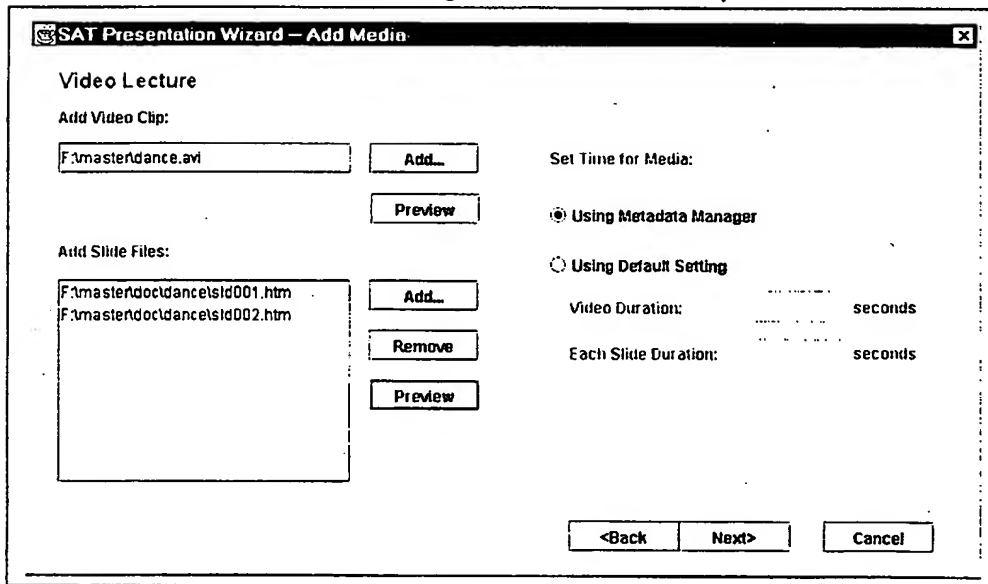 SAT Presentation Wizard – Add Media
Video Lecture
Add Video Clip:
F:\master\dance.avi
Add...
Preview
Add Slide Files:
F:\master\doc\dance\sld001.htm
F:\master\doc\dance\sld002.htm
Add...
Remove
Preview
Set Time for Media:
Using Metadata Manager
Using Default Setting
Video Duration: seconds
Each Slide Duration: seconds
<Back
Next>
Cancel